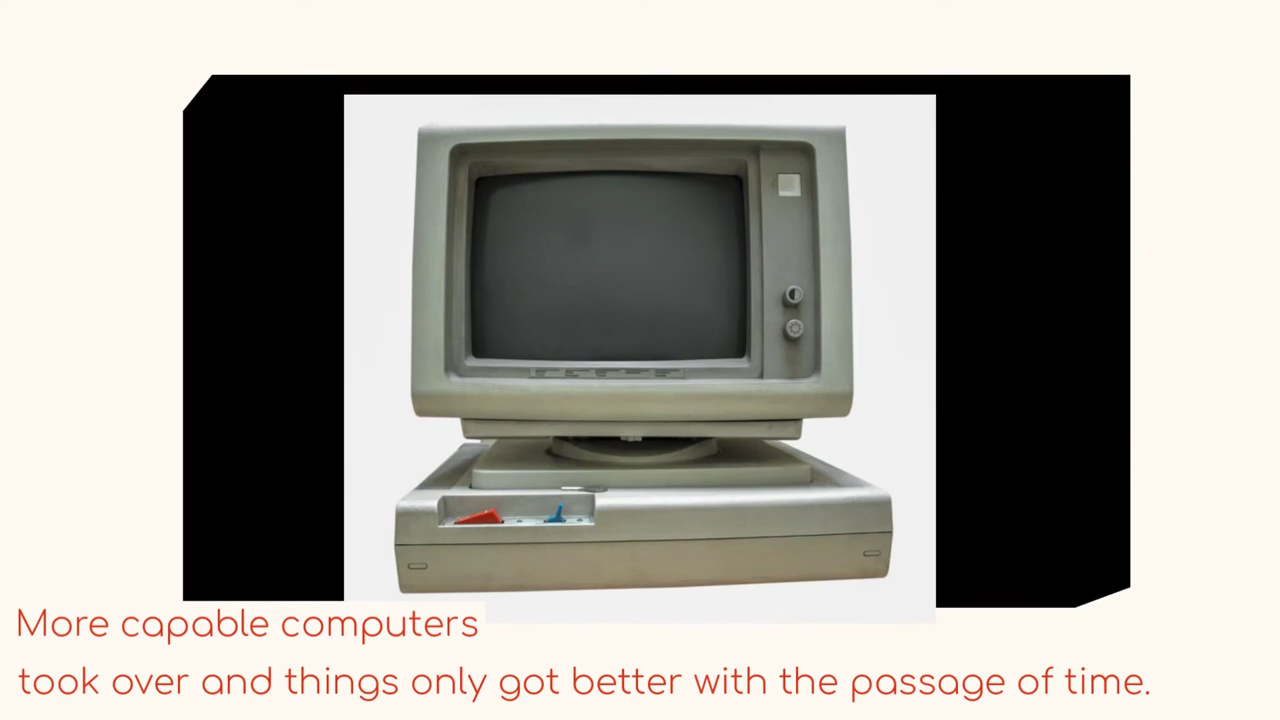 More capable computers
took over and things only got better with the passage of time.